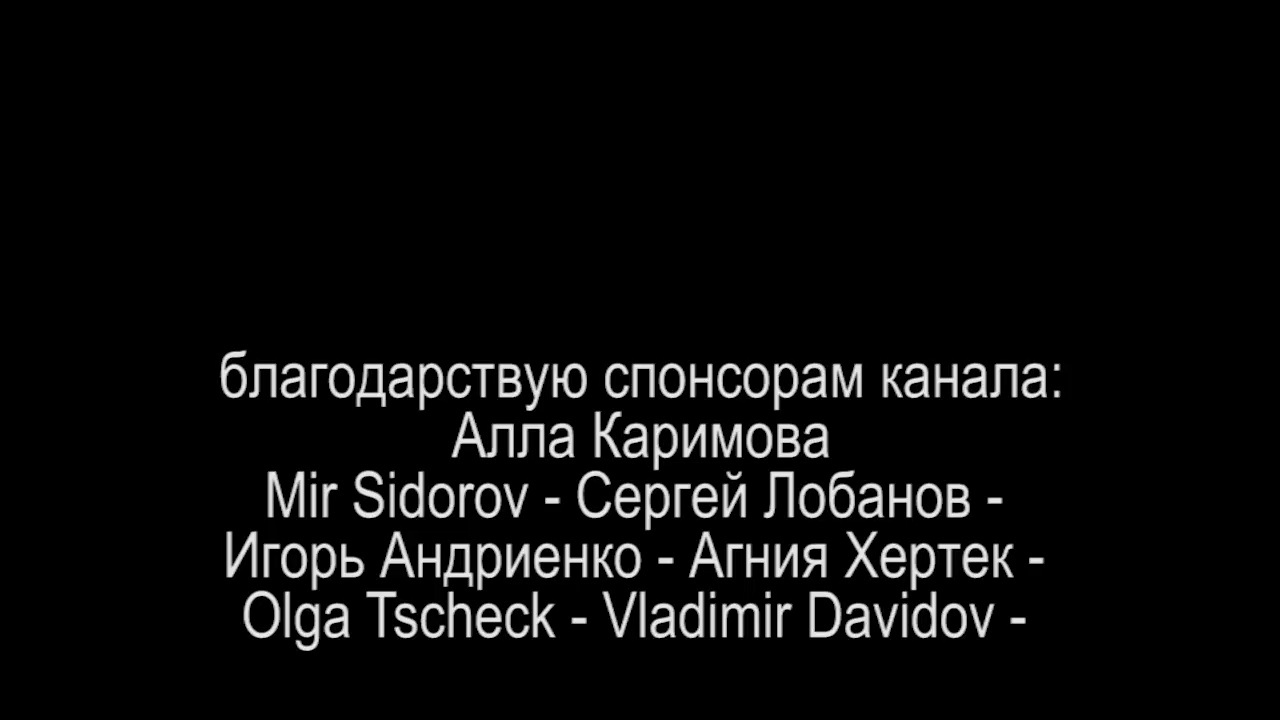 благодарствую спонсорам канала:
Алла Каримова
Mir Sidorov - Сергей Лобанов -
Игорь Андриенко - Агния Хертек -
Olga Tscheck - Vladimir Davidov -